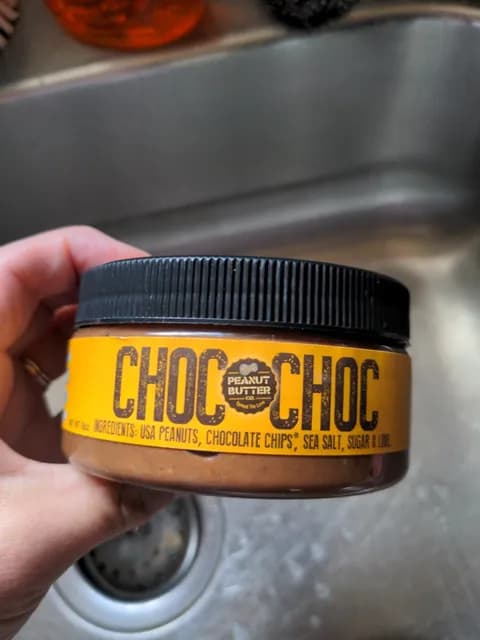 CHOC CHOC
PEANUT
BUTTER
CO.
INGREDIENTS: USA PEANUTS, CHOCOLATE CHIPS*, SEA SALT, SUGAR & LOVE